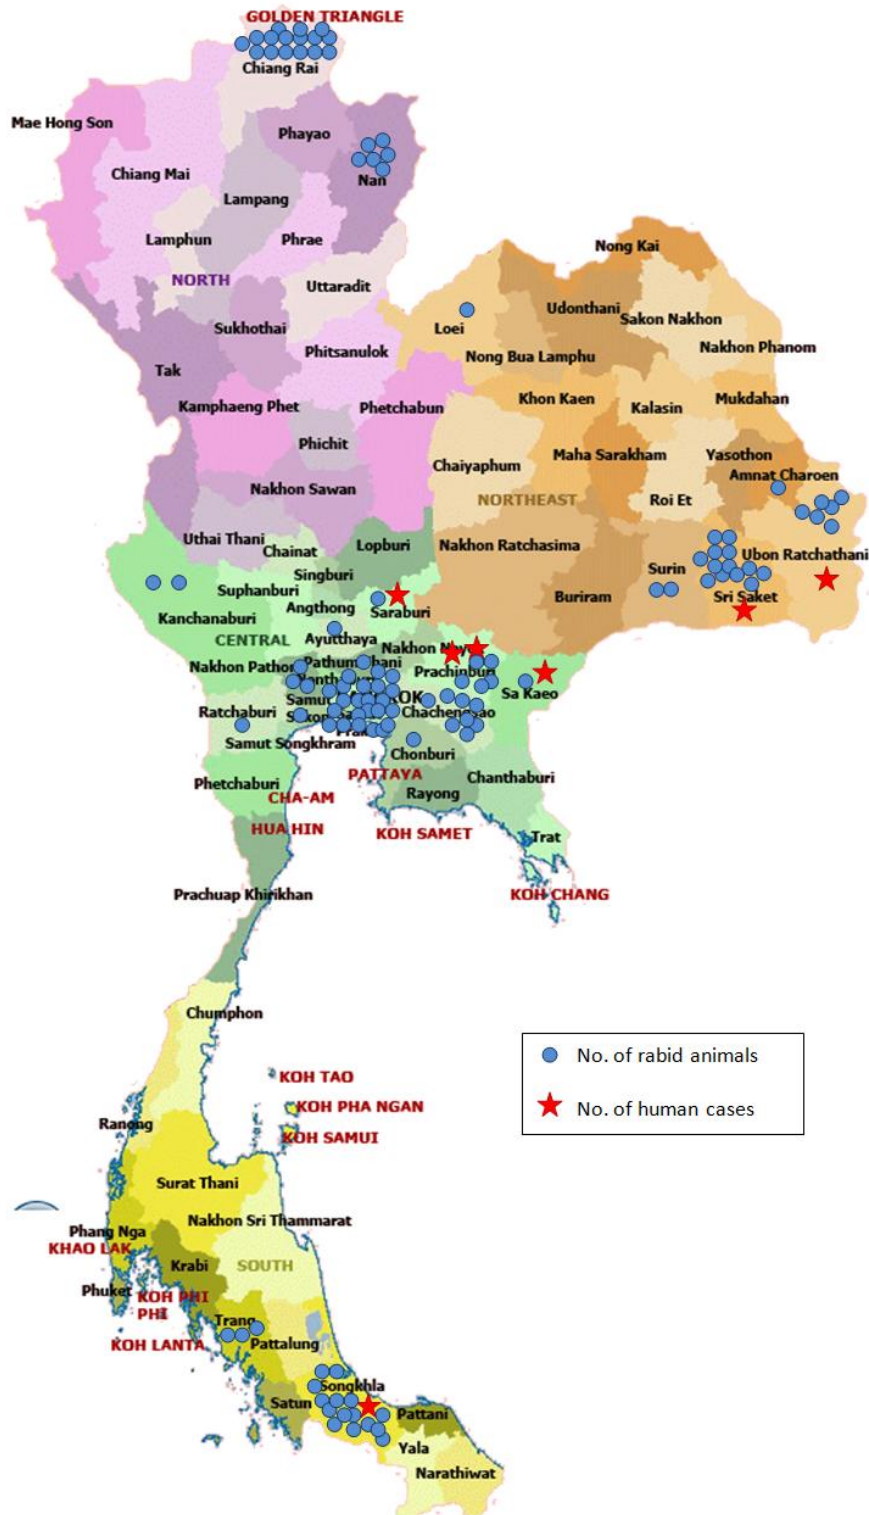 GOLDEN TRIANGLE
Chiang Rai
Mae Hong Son
Phayao
Chiang Mai
Nan
Lampang
Lamphun
Phrae
Nong Kai
NORTH
Uttaradit
Udonthani
Loei
Sakon Nakhon
Sukhothai
Nakhon Phanom
Phitsanulok
Nong Bua Lamphu
Tak
Khon Kaen
Mukdahan
Kamphaeng Phet
Phetchabun
Kalasin
Phichit
Maha Sarakham
Yasothon
Chaiyaphum
Amnat Charoen
Nakhon Sawan
NORTHEAST
Roi Et
Uthai Thani
Chainat
Lopburi
Nakhon Ratchasima
Ubon Ratchathani
Singburi
Surin
Suphanburi
Angthong
Saraburi
Buriram
Sri Saket
Kanchanaburi
CENTRAL
Ayutthaya
Nakhon
Nakhon Pathom
Prachinburi
Sa Kaeo
Samut
Ratchaburi
Samut Songkhram
Chonburi
PATTAYA
Chanthaburi
Phetchaburi
CHA-AM
Rayong
HUA HIN
KOH SAMET
Trat
Prachuap Khirikhan
KOH CHANG
Chumphon
No. of rabid animals
KOH TAO
No. of human cases
KOH PHA NGAN
Ranong
KOH SAMUI
Surat Thani
Nakhon Sri Thammarat
Phang Nga
KHAO LAK
Krabi
SOUTH
Phuket
KOH PHI
PHI
Trang
KOH LANTA
Pattalung
Songkhla
Satun
Pattani
Yala
Narathiwat